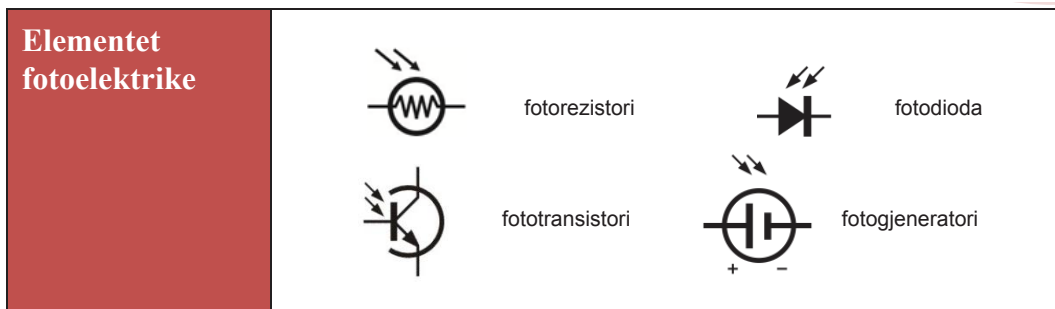 Elementet
fotoelektrike
fotorezistori
fotodioda
fototransistori
fotogjeneratori
+ −